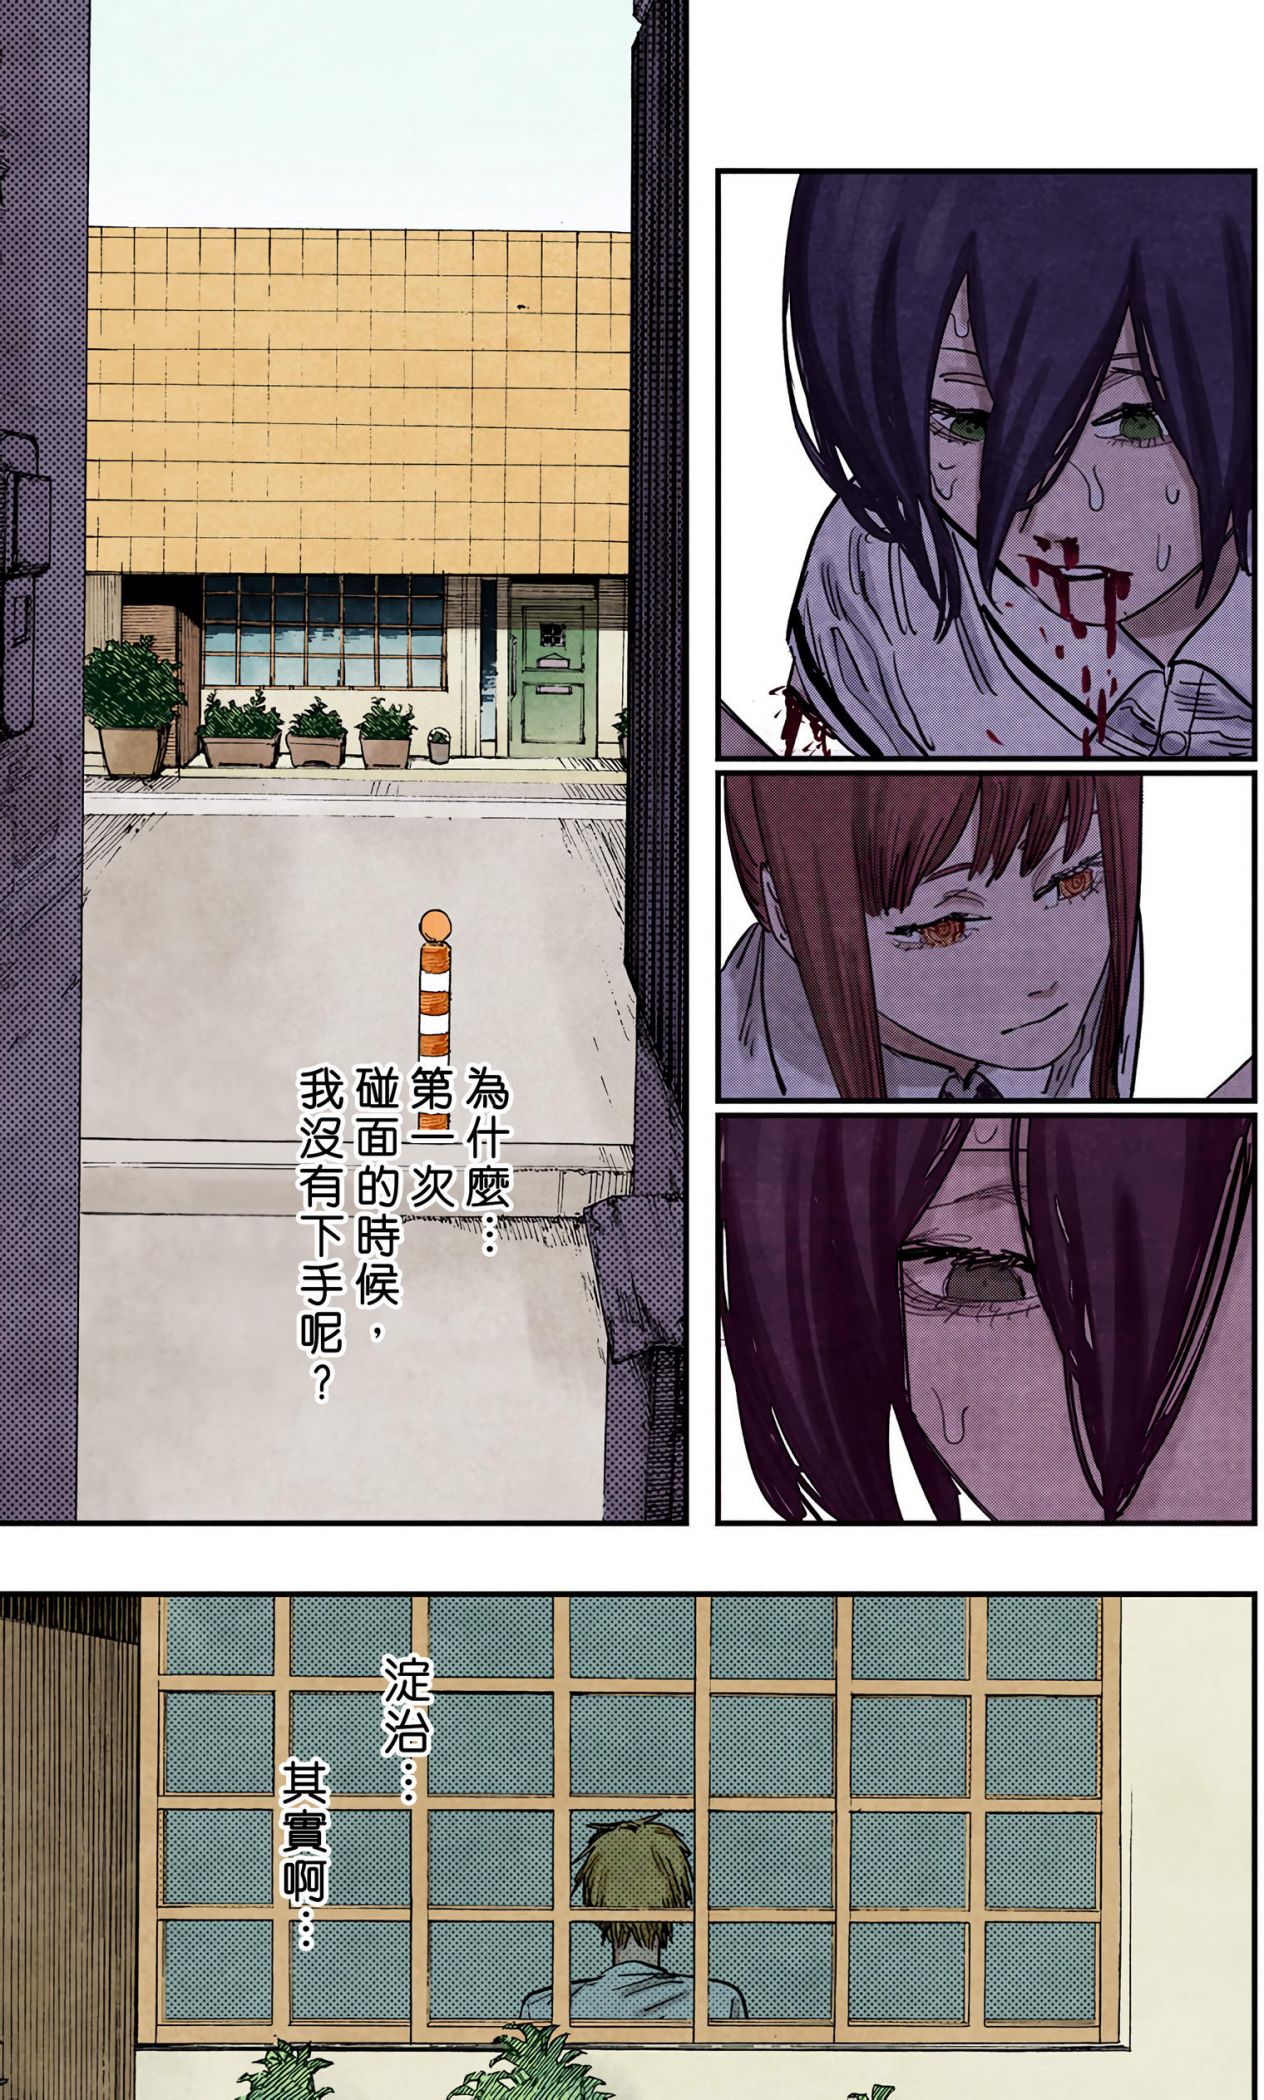 為什麼…
第一次
碰面的時候，
我沒有下手呢？
淀治…
其實啊…